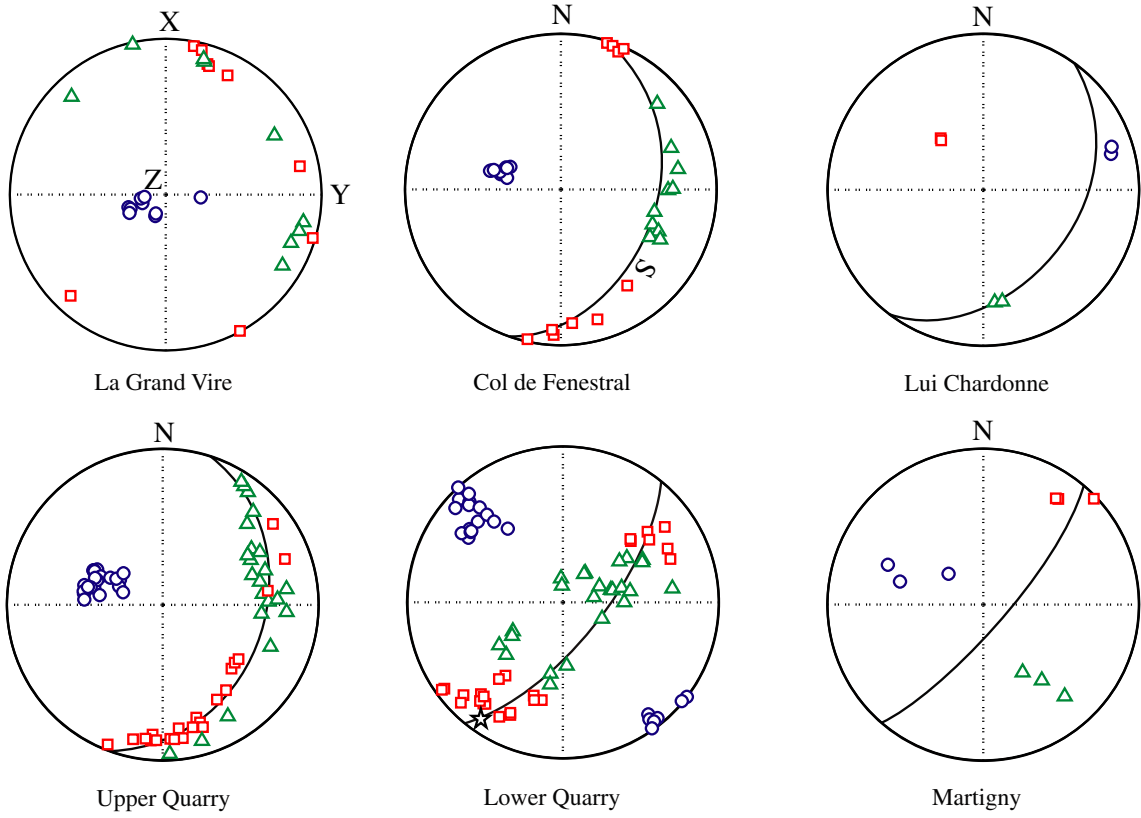 X
N
N
Z
Y
S
La Grand Vire
Col de Fenestral
Lui Chardonne
N
N
Upper Quarry
Lower Quarry
Martigny